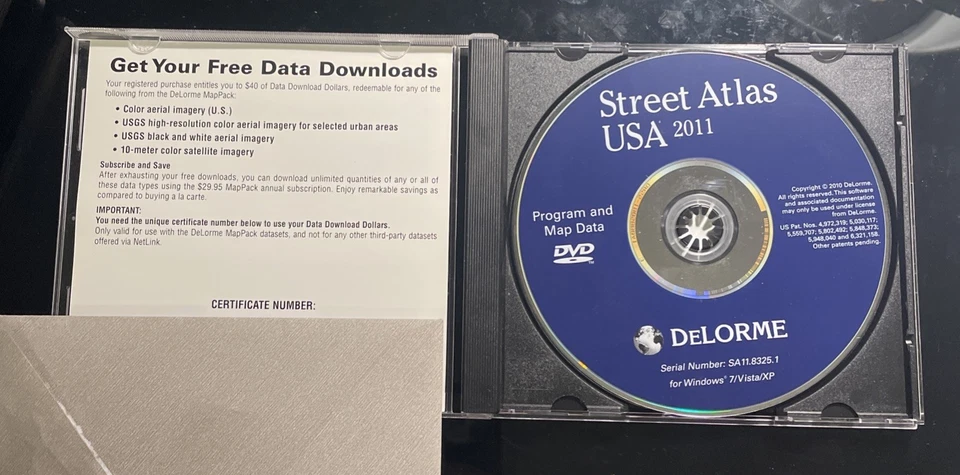 Get Your Free Data Downloads
Your registered purchase entitles you to $40 of Data Download Dollars, redeemable for any of the
following from the DeLorme MapPack:
• Color aerial imagery (U.S.)
• USGS high-resolution color aerial imagery for selected urban areas
• USGS black and white aerial imagery
• 10-meter color satellite imagery
Subscribe and Save
After exhausting your free downloads, you can download unlimited quantities of any or all of
these data types using the $29.95 MapPack annual subscription. Enjoy remarkable savings as
compared to buying a la carte.
IMPORTANT:
You need the unique certificate number below to use your Data Download Dollars.
Only valid for use with the DeLorme MapPack datasets, and not for any other third-party datasets
offered via NetLink.
CERTIFICATE NUMBER:
Street Atlas
USA 2011
Program and
Map Data
DVD™
Copyright © 2010 DeLorme.
All rights reserved. This software
and associated documentation
may only be used under license
from DeLorme.
US Pat. Nos. 4,972,319; 5,030,117;
5,559,707; 5,802,492; 5,848,373;
5,948,040 and 6,321,158.
Other patents pending.
DELORME
Serial Number: SA11.8325.1
for Windows® 7/Vista/XP